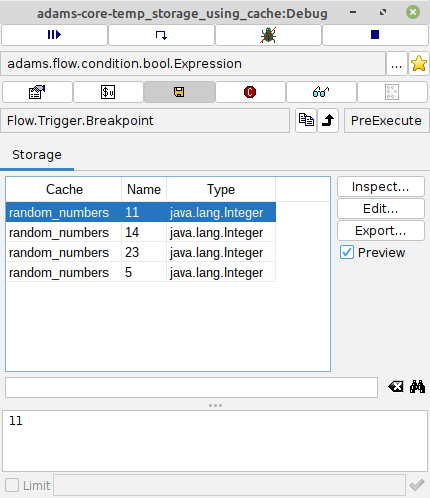 adams-core-temp_storage_using_cache:Debug
adams.flow.condition.bool.Expression ...
Flow.Trigger.Breakpoint PreExecute
Storage
Cache Name Type
random_numbers 11 java.lang.Integer
random_numbers 14 java.lang.Integer
random_numbers 23 java.lang.Integer
random_numbers 5 java.lang.Integer
Inspect...
Edit...
Export...
Preview
11
Limit